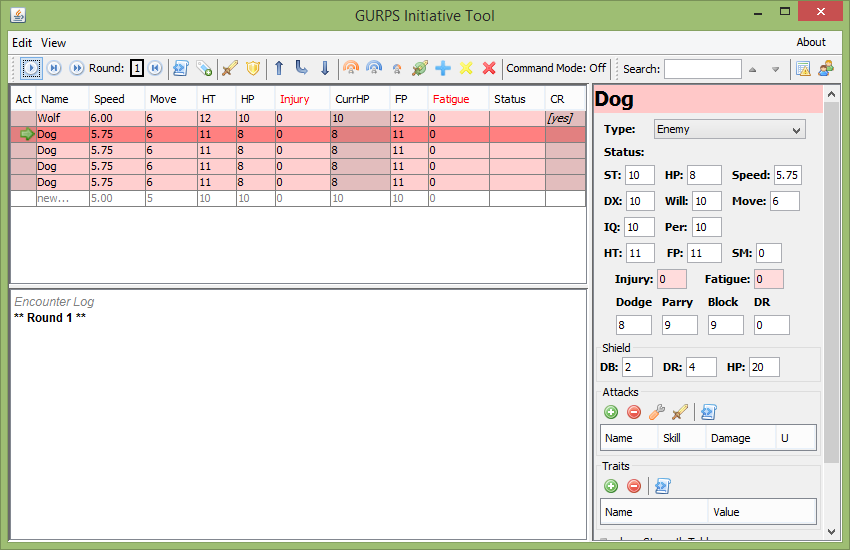 GURPS Initiative Tool
Edit View About
Round: 1 Command Mode: Off Search:
Act Name Speed Move HT HP Injury CurrHP FP Fatigue Status CR
Wolf 6.00 6 12 10 0 10 12 0 [yes]
Dog 5.75 6 11 8 0 8 11 0
Dog 5.75 6 11 8 0 8 11 0
Dog 5.75 6 11 8 0 8 11 0
Dog 5.75 6 11 8 0 8 11 0
new... 5.00 5 10 10 0 10 10 0
Encounter Log
** Round 1 **
Dog
Type: Enemy
Status:
ST: 10 HP: 8 Speed: 5.75
DX: 10 Will: 10 Move: 6
IQ: 10 Per: 10
HT: 11 FP: 11 SM: 0
Injury: 0 Fatigue: 0
Dodge Parry Block DR
8 9 9 0
Shield
DB: 2 DR: 4 HP: 20
Attacks
Name Skill Damage U
Traits
Name Value